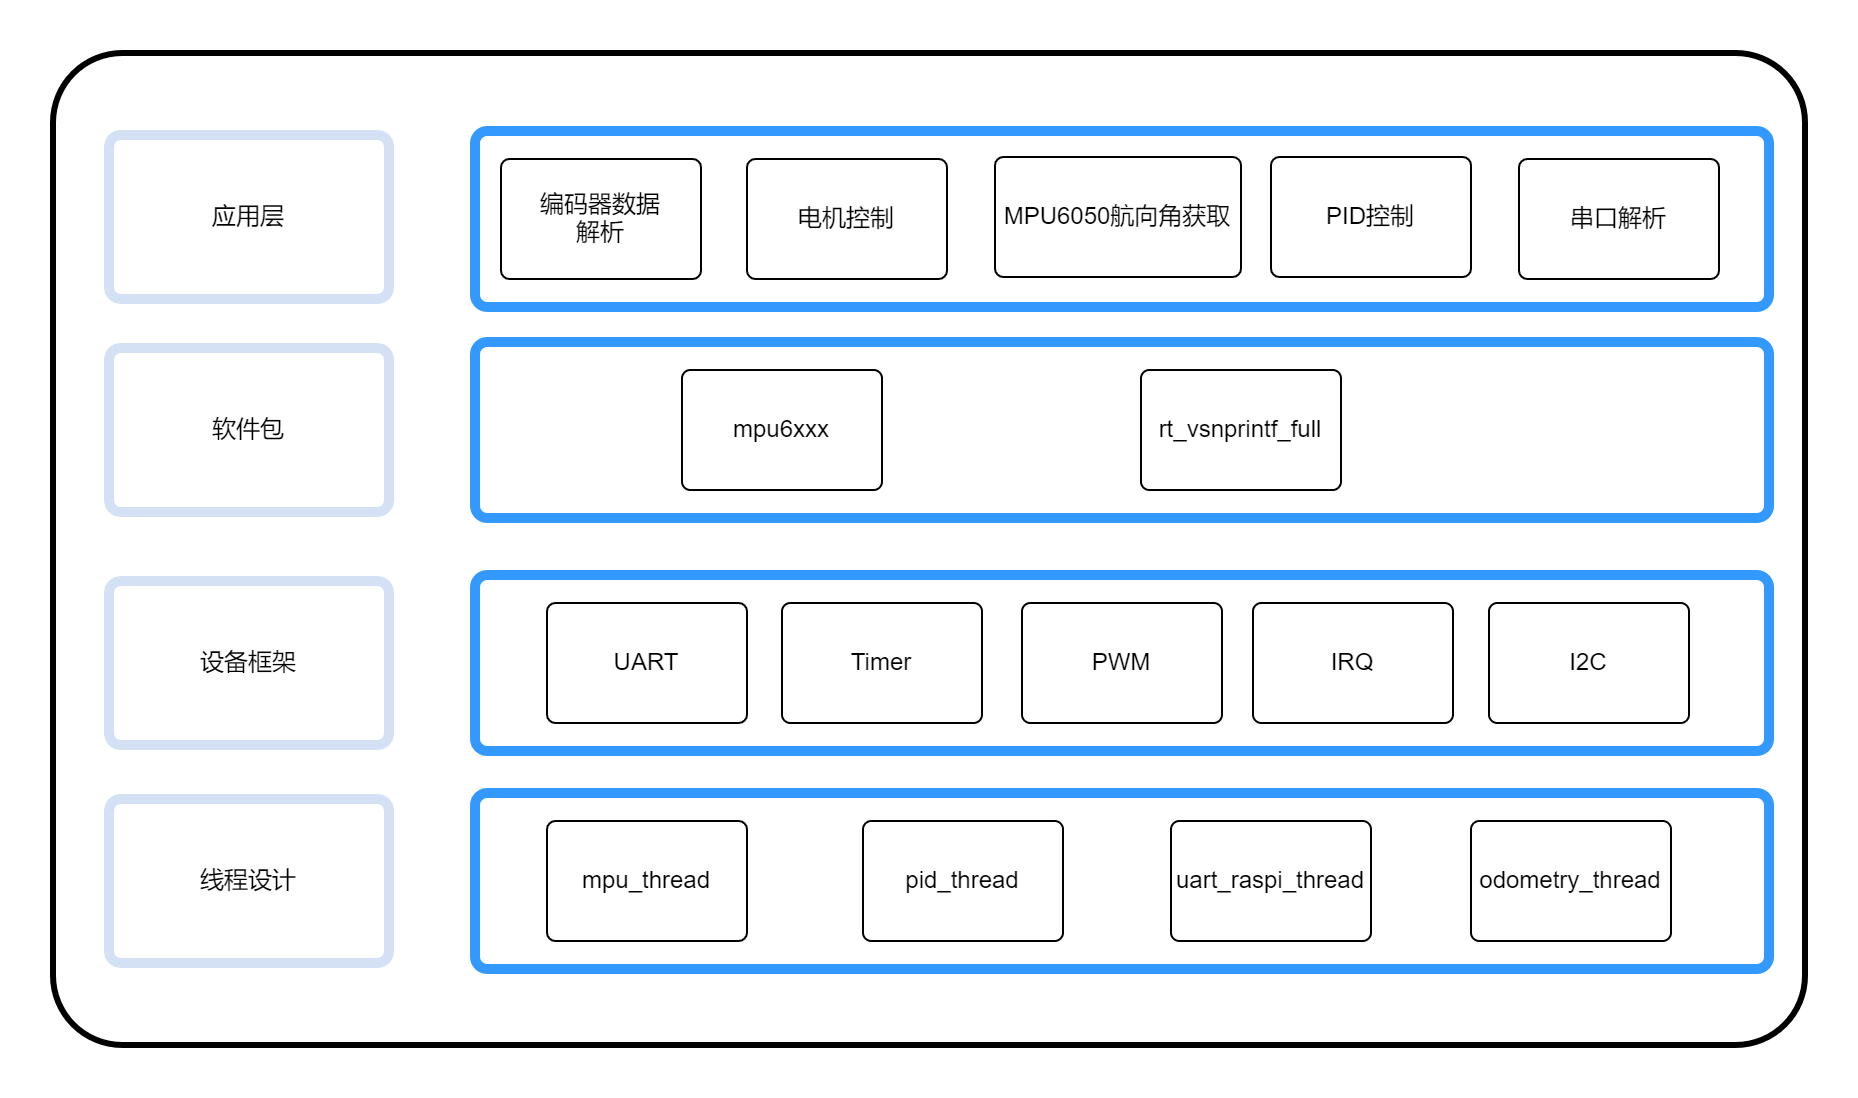 应用层
编码器数据
解析
电机控制
MPU6050航向角获取
PID控制
串口解析
软件包
mpu6xxx
rt_vsnprintf_full
设备框架
UART
Timer
PWM
IRQ
I2C
线程设计
mpu_thread
pid_thread
uart_raspi_thread
odometry_thread